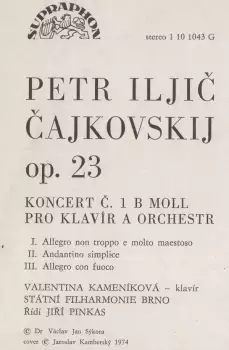 SUPRAPHON
stereo 1 10 1043 G
PETR ILJIČ
ČAJKOVSKIJ
op. 23
KONCERT Č. 1 B MOLL
PRO KLAVÍR A ORCHESTR
I. Allegro non troppo e molto maestoso
II. Andantino simplice
III. Allegro con fuoco
VALENTINA KAMENÍKOVÁ – klavír
STÁTNÍ FILHARMONIE BRNO
Řídí JIŘÍ PINKAS
© Dr Václav Jan Sýkora
cover © Jaroslav Kamberský 1974